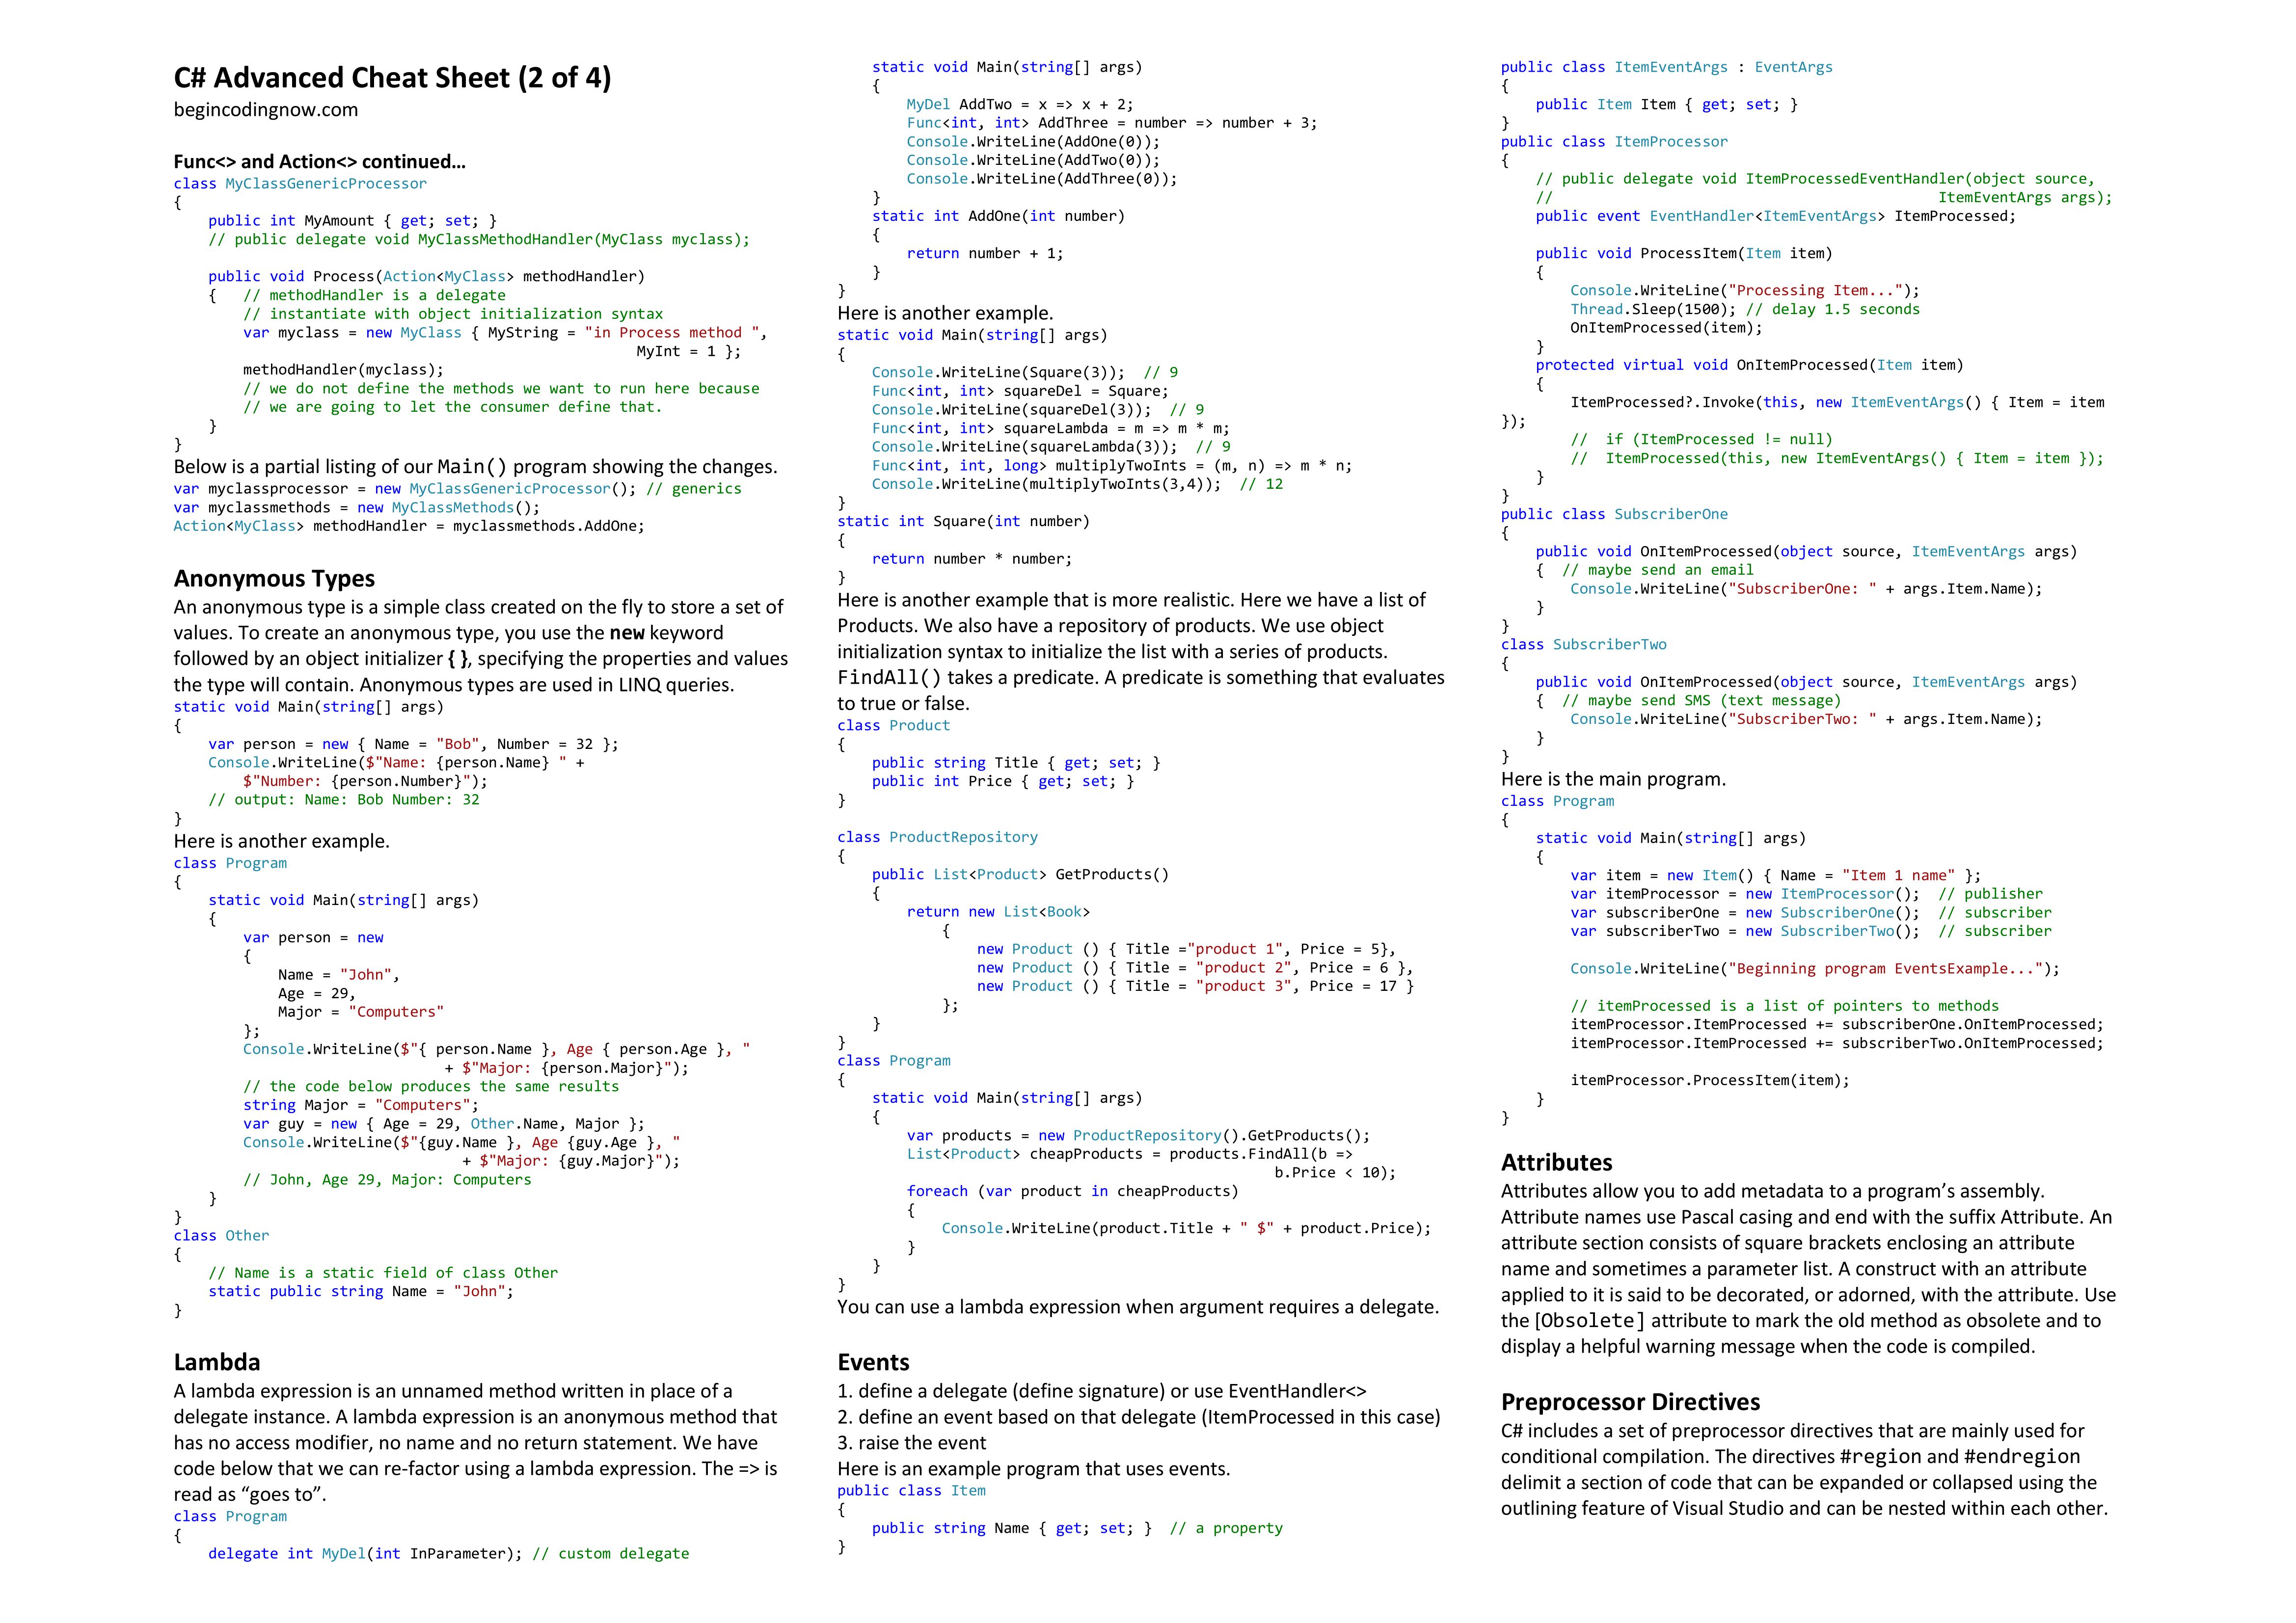 C# Advanced Cheat Sheet (2 of 4)
begincodingnow.com
Func<> and Action<> continued…
class MyClassGenericProcessor
{
    public int MyAmount { get; set; }
    // public delegate void MyClassMethodHandler(MyClass myclass);

    public void Process(Action<MyClass> methodHandler)
    {   // methodHandler is a delegate
        // instantiate with object initialization syntax
        var myclass = new MyClass { MyString = "in Process method ",
                                                     MyInt = 1 };
        methodHandler(myclass);
        // we do not define the methods we want to run here because
        // we are going to let the consumer define that.
    }
}
Below is a partial listing of our Main() program showing the changes.
var myclassprocessor = new MyClassGenericProcessor(); // generics
var myclassmethods = new MyClassMethods();
Action<MyClass> methodHandler = myclassmethods.AddOne;

Anonymous Types
An anonymous type is a simple class created on the fly to store a set of
values. To create an anonymous type, you use the new keyword
followed by an object initializer { }, specifying the properties and values
the type will contain. Anonymous types are used in LINQ queries.
static void Main(string[] args)
{
    var person = new { Name = "Bob", Number = 32 };
    Console.WriteLine($"Name: {person.Name} " +
        $"Number: {person.Number}");
    // output: Name: Bob Number: 32
}
Here is another example.
class Program
{
    static void Main(string[] args)
    {
        var person = new
        {
            Name = "John",
            Age = 29,
            Major = "Computers"
        };
        Console.WriteLine($"{ person.Name }, Age { person.Age }, "
                               + $"Major: {person.Major}");
        // the code below produces the same results
        string Major = "Computers";
        var guy = new { Age = 29, Other.Name, Major };
        Console.WriteLine($"{guy.Name }, Age {guy.Age }, "
                                 + $"Major: {guy.Major}");
        // John, Age 29, Major: Computers
    }
}
class Other
{
    // Name is a static field of class Other
    static public string Name = "John";
}

Lambda
A lambda expression is an unnamed method written in place of a
delegate instance. A lambda expression is an anonymous method that
has no access modifier, no name and no return statement. We have
code below that we can re-factor using a lambda expression. The => is
read as “goes to”.
class Program
{
    delegate int MyDel(int InParameter); // custom delegate
    static void Main(string[] args)
    {
        MyDel AddTwo = x => x + 2;
        Func<int, int> AddThree = number => number + 3;
        Console.WriteLine(AddOne(0));
        Console.WriteLine(AddTwo(0));
        Console.WriteLine(AddThree(0));
    }
    static int AddOne(int number)
    {
        return number + 1;
    }
}
Here is another example.
static void Main(string[] args)
{
    Console.WriteLine(Square(3));  // 9
    Func<int, int> squareDel = Square;
    Console.WriteLine(squareDel(3));  // 9
    Func<int, int> squareLambda = m => m * m;
    Console.WriteLine(squareLambda(3));  // 9
    Func<int, int, long> multiplyTwoInts = (m, n) => m * n;
    Console.WriteLine(multiplyTwoInts(3,4));  // 12
}
static int Square(int number)
{
    return number * number;
}
Here is another example that is more realistic. Here we have a list of
Products. We also have a repository of products. We use object
initialization syntax to initialize the list with a series of products.
FindAll() takes a predicate. A predicate is something that evaluates
to true or false.
class Product
{
    public string Title { get; set; }
    public int Price { get; set; }
}

class ProductRepository
{
    public List<Product> GetProducts()
    {
        return new List<Book>
            {
                new Product () { Title ="product 1", Price = 5},
                new Product () { Title = "product 2", Price = 6 },
                new Product () { Title = "product 3", Price = 17 }
            };
    }
}
class Program
{
    static void Main(string[] args)
    {
        var products = new ProductRepository().GetProducts();
        List<Product> cheapProducts = products.FindAll(b =>
                                                  b.Price < 10);
        foreach (var product in cheapProducts)
        {
            Console.WriteLine(product.Title + " $" + product.Price);
        }
    }
}
You can use a lambda expression when argument requires a delegate.

Events
1. define a delegate (define signature) or use EventHandler<>
2. define an event based on that delegate (ItemProcessed in this case)
3. raise the event
Here is an example program that uses events.
public class Item
{
    public string Name { get; set; }  // a property
}
public class ItemEventArgs : EventArgs
{
    public Item Item { get; set; }
}
public class ItemProcessor
{
    // public delegate void ItemProcessedEventHandler(object source,
    //                                            ItemEventArgs args);
    public event EventHandler<ItemEventArgs> ItemProcessed;

    public void ProcessItem(Item item)
    {
        Console.WriteLine("Processing Item...");
        Thread.Sleep(1500); // delay 1.5 seconds
        OnItemProcessed(item);
    }
    protected virtual void OnItemProcessed(Item item)
    {
        ItemProcessed?.Invoke(this, new ItemEventArgs() { Item = item
});
        //  if (ItemProcessed != null)
        //  ItemProcessed(this, new ItemEventArgs() { Item = item });
    }
}
public class SubscriberOne
{
    public void OnItemProcessed(object source, ItemEventArgs args)
    {  // maybe send an email
        Console.WriteLine("SubscriberOne: " + args.Item.Name);
    }
}
class SubscriberTwo
{
    public void OnItemProcessed(object source, ItemEventArgs args)
    {  // maybe send SMS (text message)
        Console.WriteLine("SubscriberTwo: " + args.Item.Name);
    }
}
Here is the main program.
class Program
{
    static void Main(string[] args)
    {
        var item = new Item() { Name = "Item 1 name" };
        var itemProcessor = new ItemProcessor();  // publisher
        var subscriberOne = new SubscriberOne();  // subscriber
        var subscriberTwo = new SubscriberTwo();  // subscriber

        Console.WriteLine("Beginning program EventsExample...");

        // itemProcessed is a list of pointers to methods
        itemProcessor.ItemProcessed += subscriberOne.OnItemProcessed;
        itemProcessor.ItemProcessed += subscriberTwo.OnItemProcessed;

        itemProcessor.ProcessItem(item);
    }
}

Attributes
Attributes allow you to add metadata to a program’s assembly.
Attribute names use Pascal casing and end with the suffix Attribute. An
attribute section consists of square brackets enclosing an attribute
name and sometimes a parameter list. A construct with an attribute
applied to it is said to be decorated, or adorned, with the attribute. Use
the [Obsolete] attribute to mark the old method as obsolete and to
display a helpful warning message when the code is compiled.

Preprocessor Directives
C# includes a set of preprocessor directives that are mainly used for
conditional compilation. The directives #region and #endregion
delimit a section of code that can be expanded or collapsed using the
outlining feature of Visual Studio and can be nested within each other.